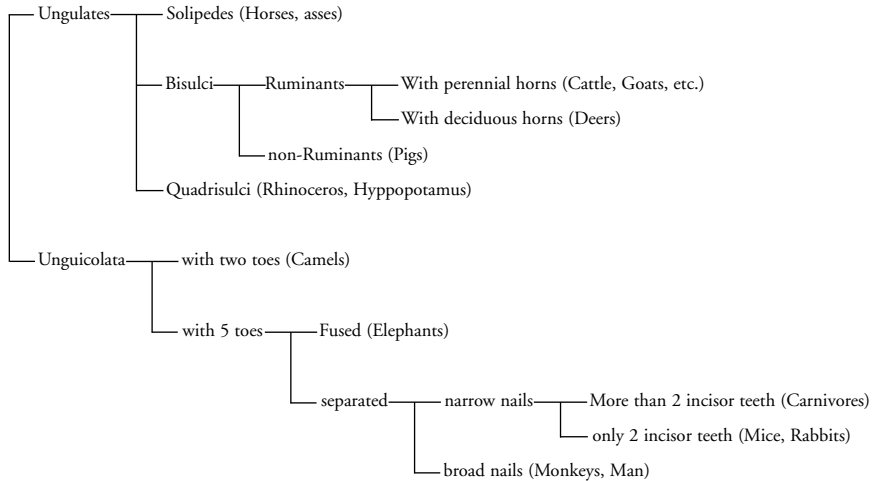 Ungulates Solipedes (Horses, asses)
Bisulci Ruminants With perennial horns (Cattle, Goats, etc.)
With deciduous horns (Deers)
non-Ruminants (Pigs)
Quadrisulci (Rhinoceros, Hyppopotamus)
Unguicolata with two toes (Camels)
with 5 toes Fused (Elephants)
separated narrow nails More than 2 incisor teeth (Carnivores)
only 2 incisor teeth (Mice, Rabbits)
broad nails (Monkeys, Man)